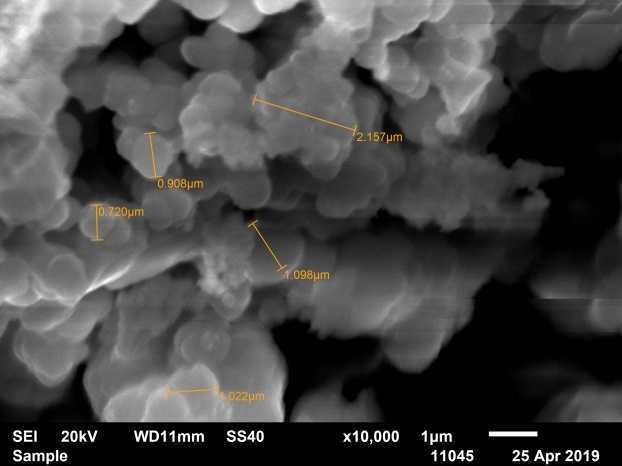 2.157µm
0.908µm
0.720µm
1.098µm
1.022µm
SEI 20kV WD11mm SS40 x10,000 1µm
Sample 11045 25 Apr 2019